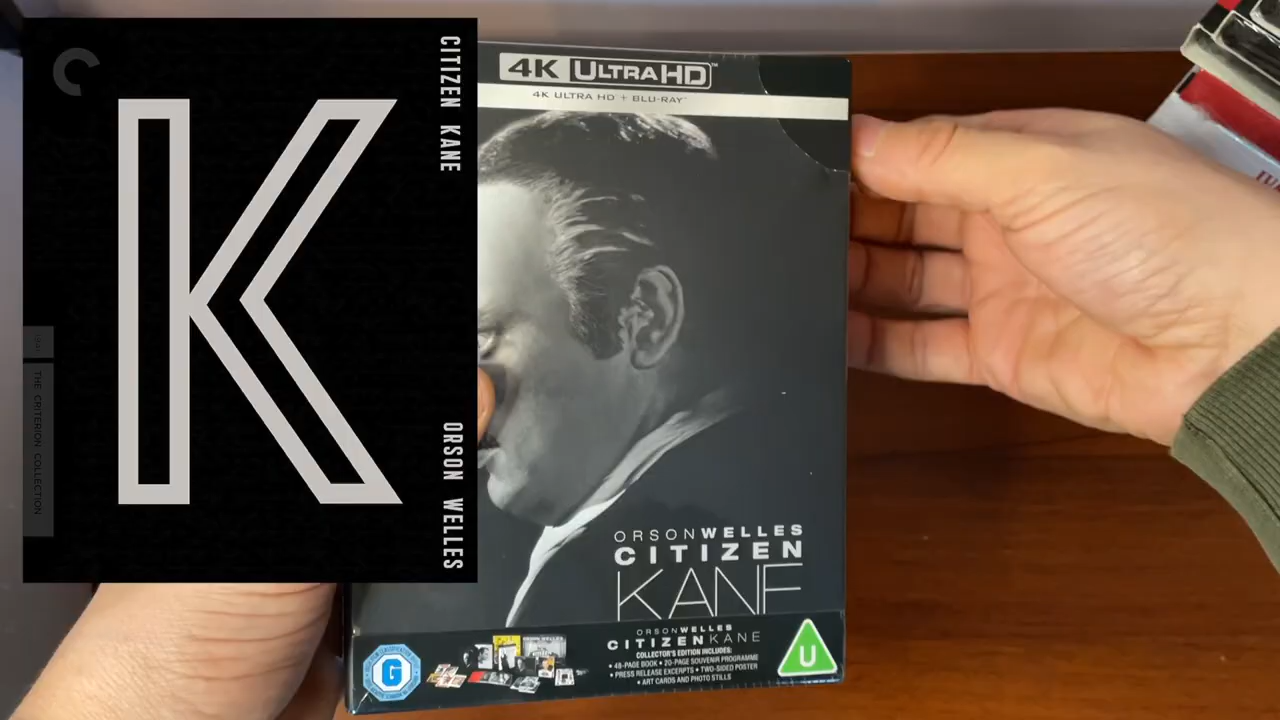 CITIZEN KANE
K
THE CRITERION COLLECTION
ORSON WELLES
4K ULTRA HD™
4K ULTRA HD + BLU-RAY™
ORSON WELLES
CITIZEN
KANE
ORSON WELLES
CITIZEN KANE
COLLECTOR'S EDITION INCLUDES:
• 48-PAGE BOOK • 20-PAGE SOUVENIR PROGRAMME
• PRESS RELEASE EXCERPTS • TWO-SIDED POSTER
• ART CARDS AND PHOTO STILLS
G
U